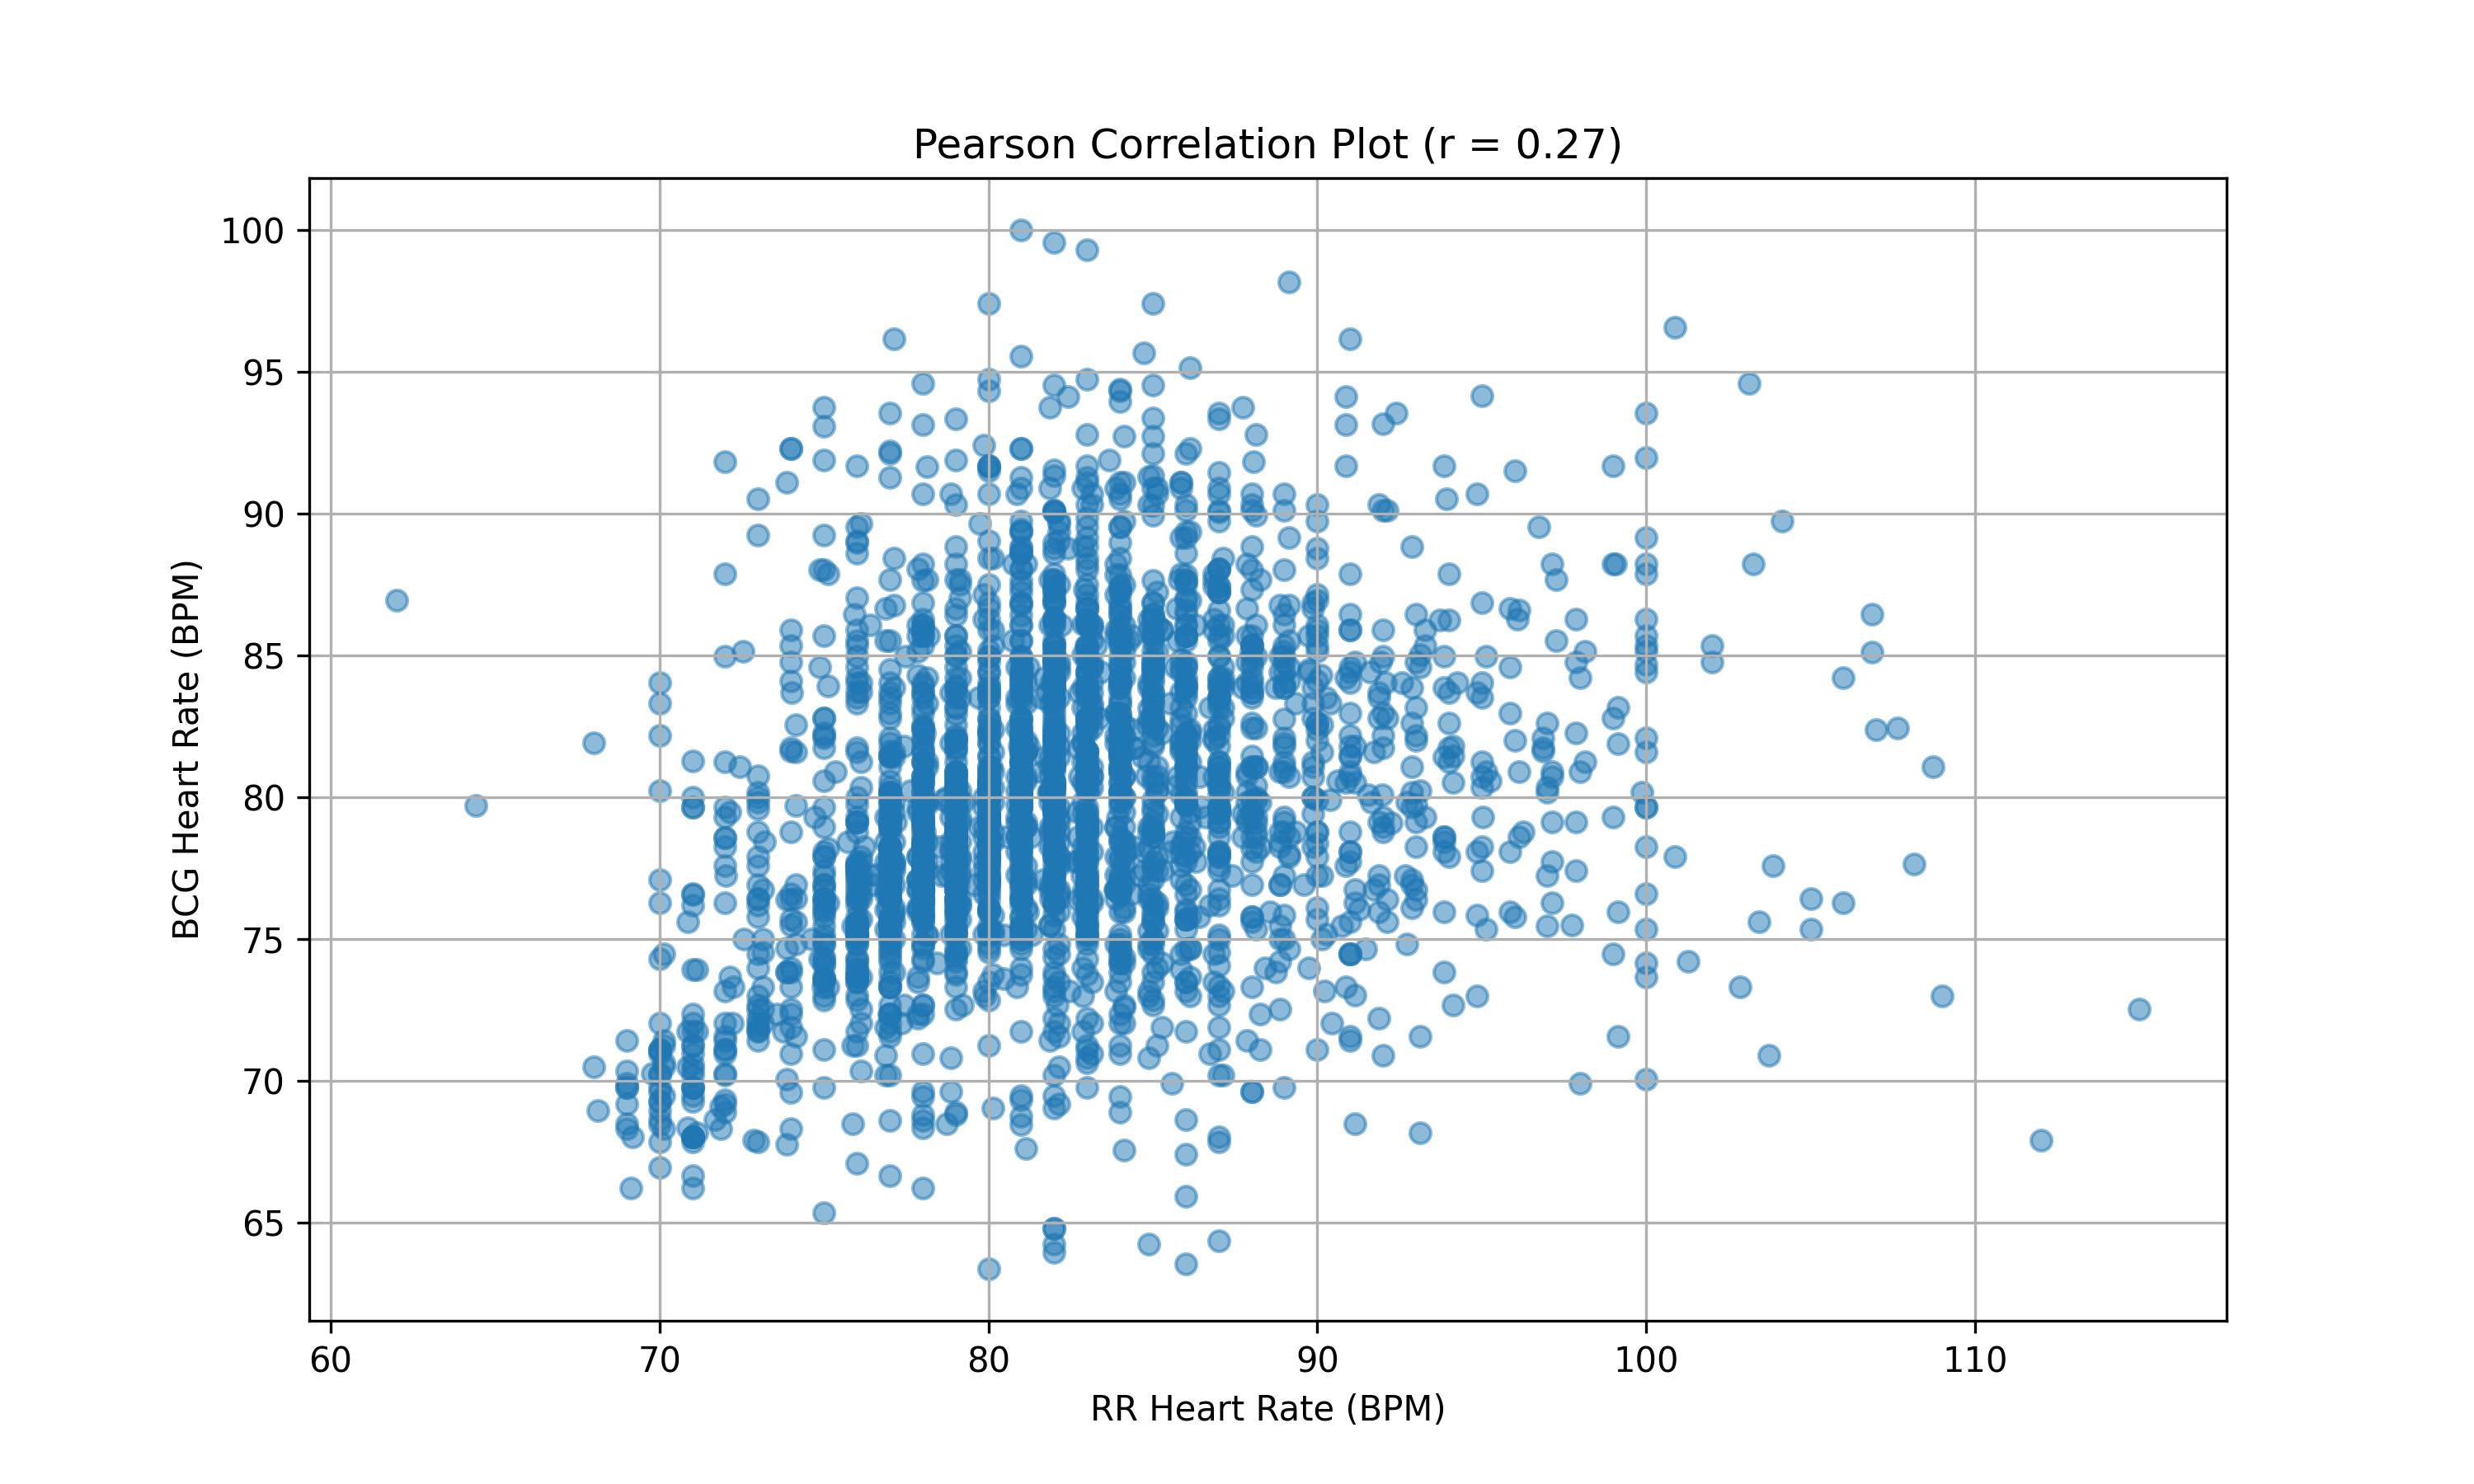 Pearson Correlation Plot (r = 0.27)
100
95
90
85
80
75
70
65
BCG Heart Rate (BPM)
60 70 80 90 100 110
RR Heart Rate (BPM)